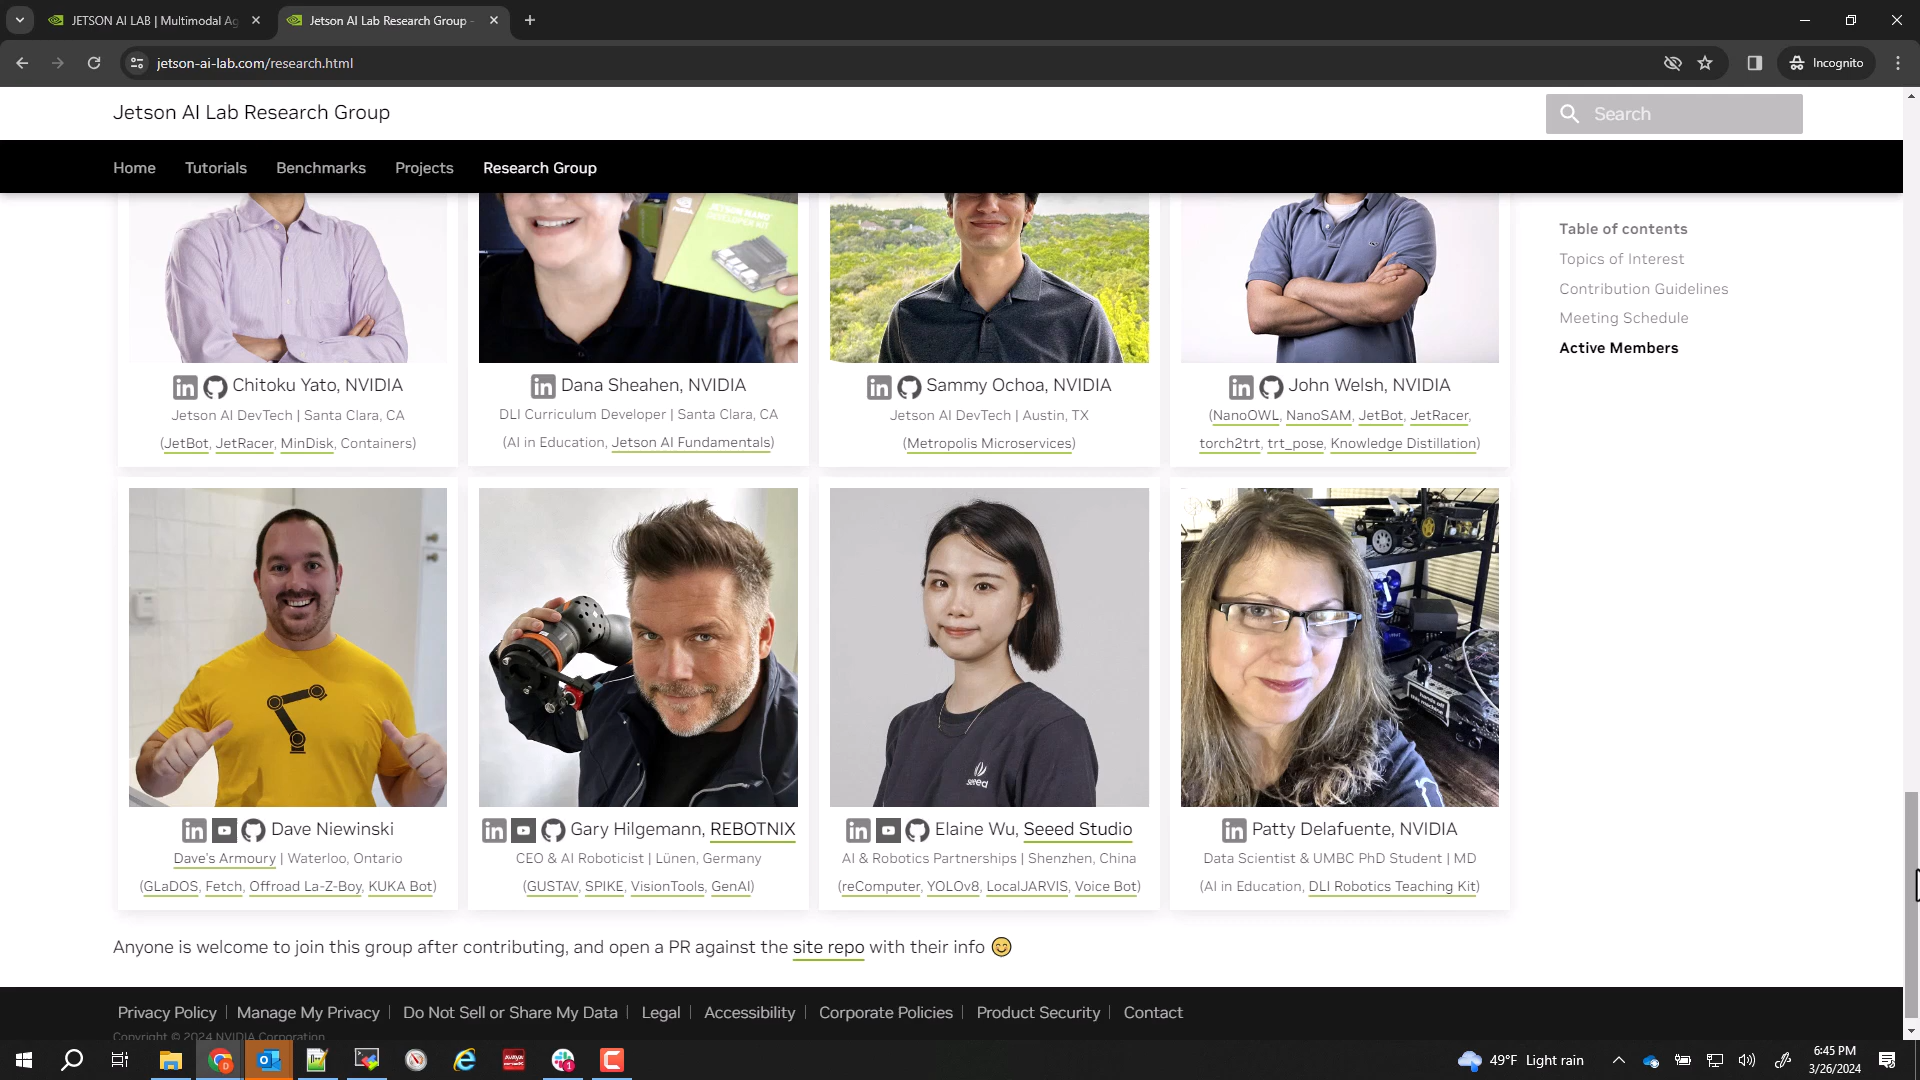 JETSON AI LAB | Multimodal Ag
Jetson AI Lab Research Group -
jetson-ai-lab.com/research.html
Incognito
Jetson AI Lab Research Group
Search
Home
Tutorials
Benchmarks
Projects
Research Group
JETSON NANO
DEVELOPER KIT
Table of contents
Topics of Interest
Contribution Guidelines
Meeting Schedule
Active Members
Chitoku Yato, NVIDIA
Jetson AI DevTech | Santa Clara, CA
(JetBot, JetRacer, MinDisk, Containers)
Dana Sheahen, NVIDIA
DLI Curriculum Developer | Santa Clara, CA
(AI in Education, Jetson AI Fundamentals)
Sammy Ochoa, NVIDIA
Jetson AI DevTech | Austin, TX
(Metropolis Microservices)
John Welsh, NVIDIA
(NanoOWL, NanoSAM, JetBot, JetRacer,
torch2trt, trt_pose, Knowledge Distillation)
seeed
Dave Niewinski
Dave's Armoury | Waterloo, Ontario
(GLaDOS, Fetch, Offroad La-Z-Boy, KUKA Bot)
Gary Hilgemann, REBOTNIX
CEO & AI Roboticist | Lünen, Germany
(GUSTAV, SPIKE, VisionTools, GenAI)
Elaine Wu, Seeed Studio
AI & Robotics Partnerships | Shenzhen, China
(reComputer, YOLOv8, LocalJARVIS, Voice Bot)
Patty Delafuente, NVIDIA
Data Scientist & UMBC PhD Student | MD
(AI in Education, DLI Robotics Teaching Kit)
Anyone is welcome to join this group after contributing, and open a PR against the site repo with their info 😊
Privacy Policy | Manage My Privacy | Do Not Sell or Share My Data | Legal | Accessibility | Corporate Policies | Product Security | Contact
Copyright © 2024 NVIDIA Corporation
49°F Light rain
6:45 PM
3/26/2024